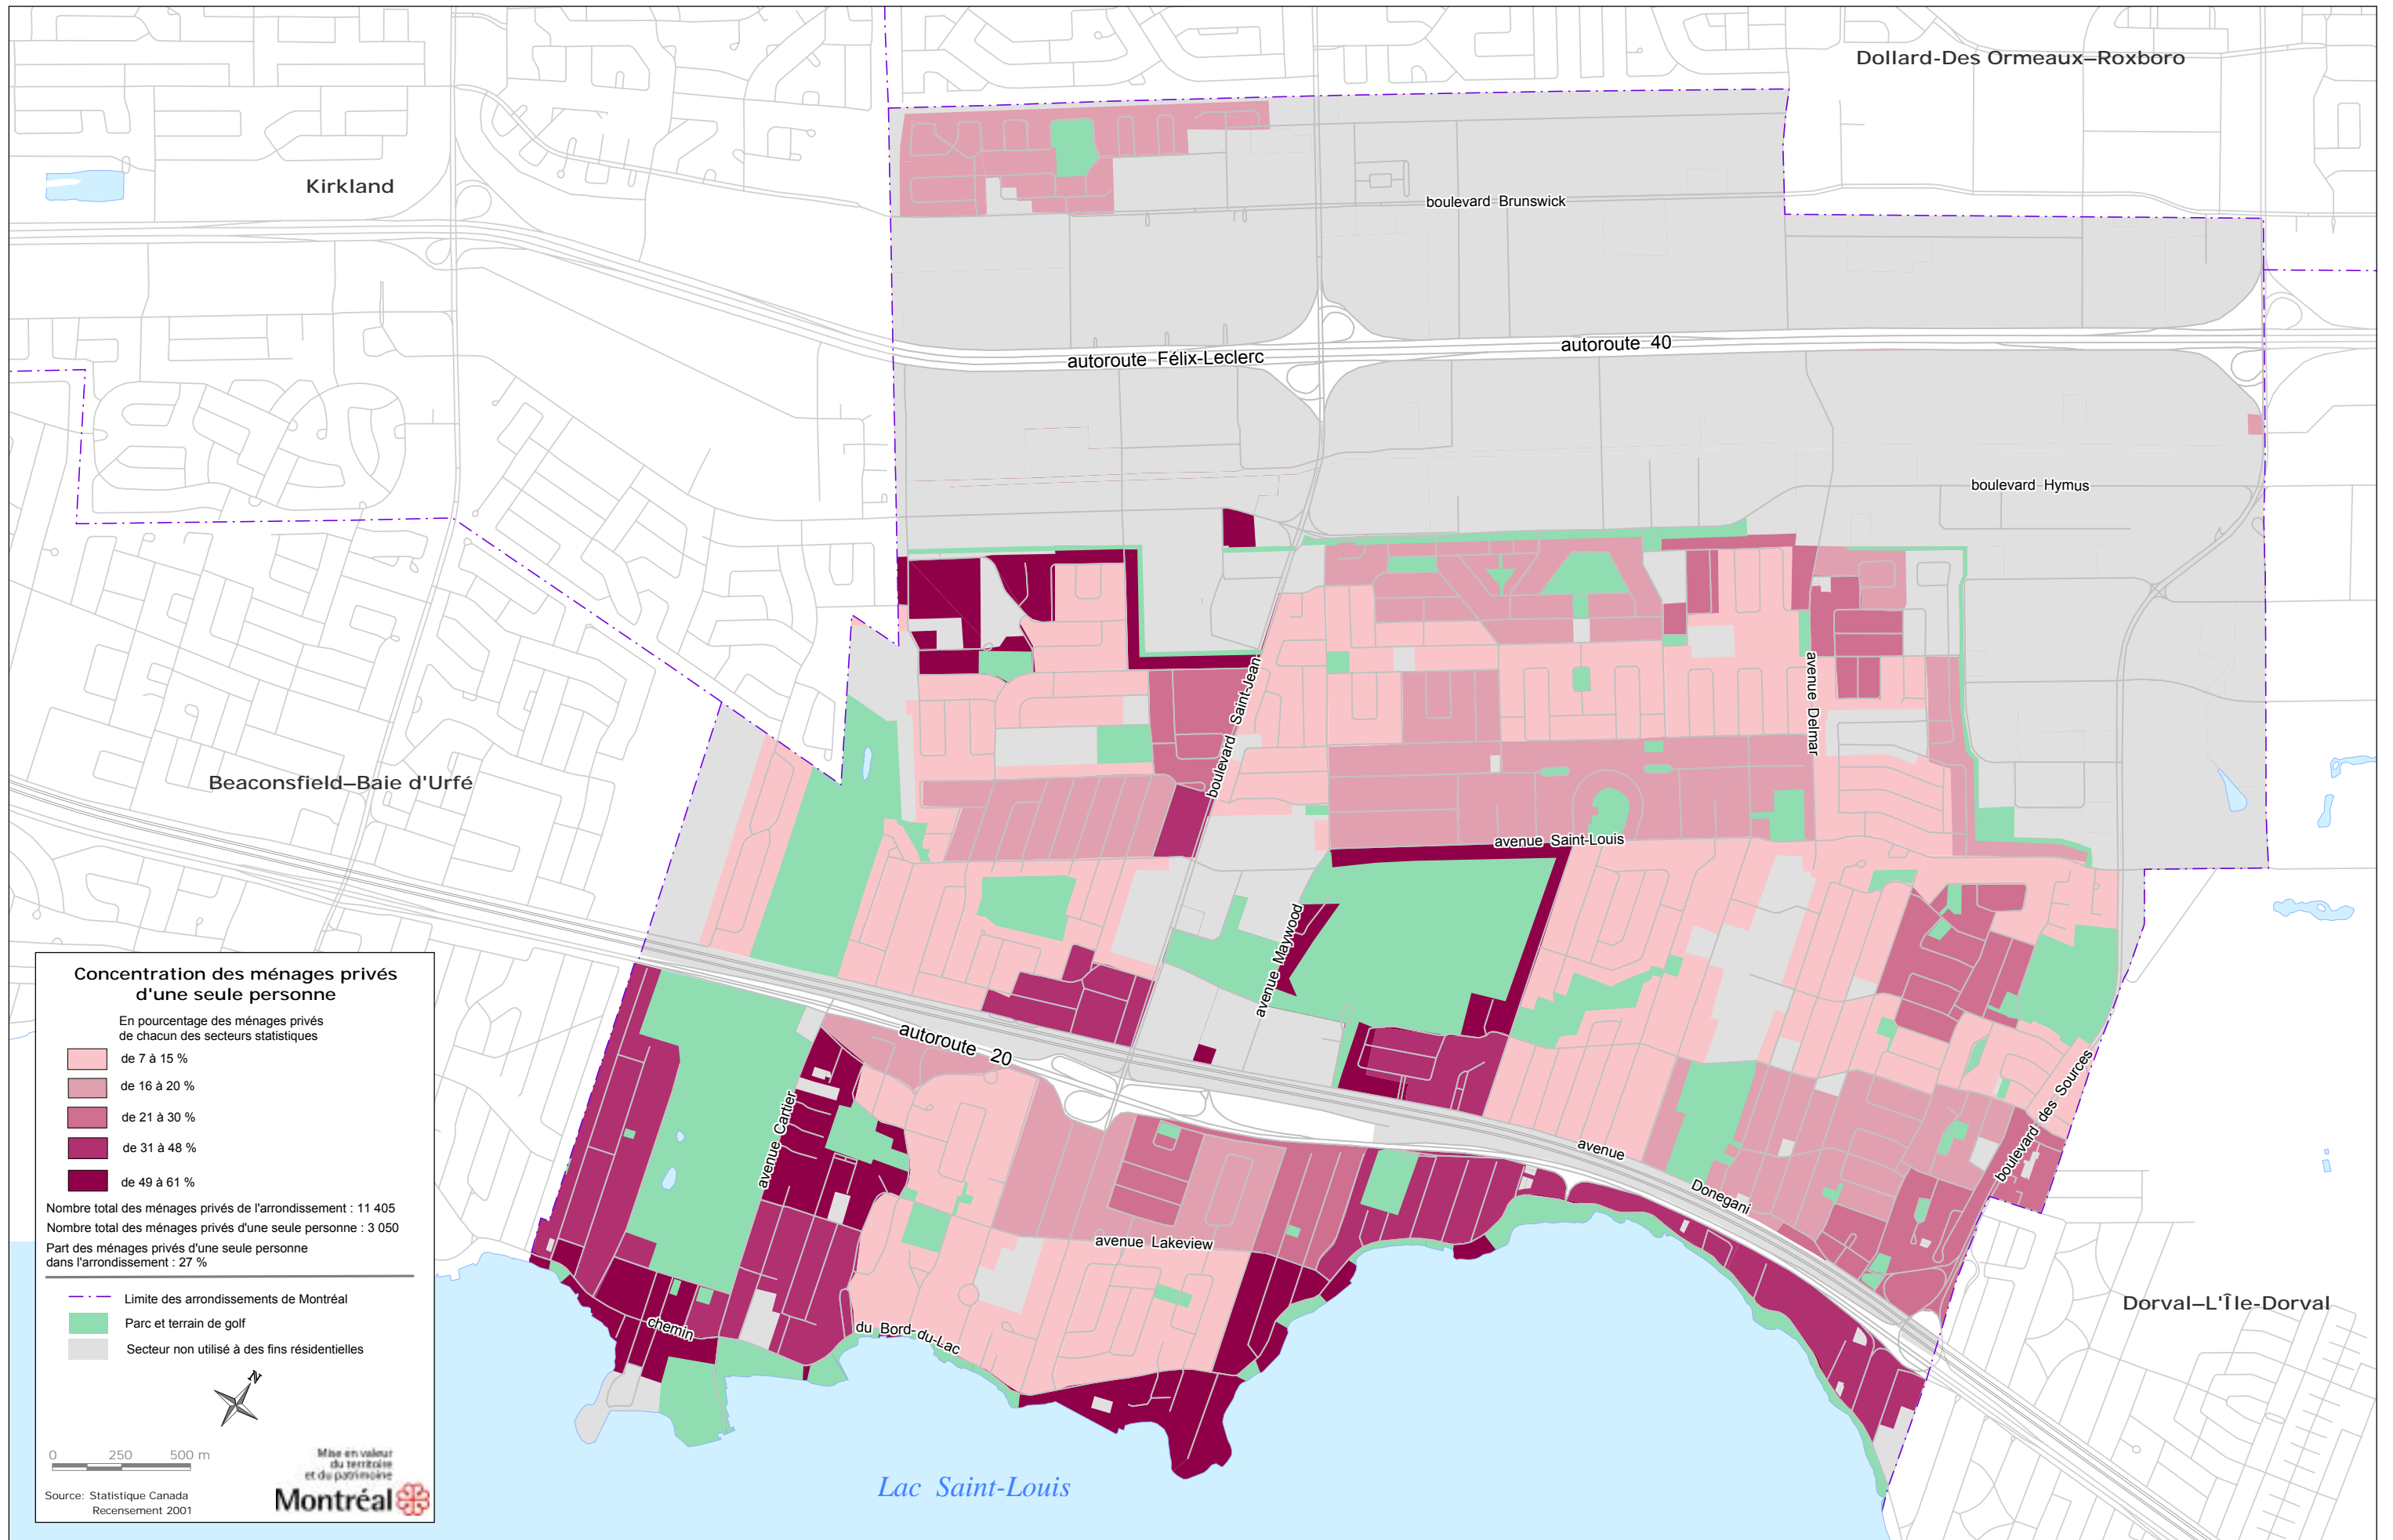 Dollard-Des Ormeaux–Roxboro
Kirkland
boulevard Brunswick
autoroute Félix-Leclerc
autoroute 40
boulevard Hymus
boulevard Saint-Jean
avenue Delmar
Beaconsfield–Baie d'Urfé
avenue Saint-Louis
avenue Maywood
autoroute 20
avenue Cartier
boulevard des Sources
avenue
Donegani
avenue Lakeview
chemin
du Bord-du-Lac
Dorval–L'Île-Dorval
Lac Saint-Louis
Concentration des ménages privés
d'une seule personne
En pourcentage des ménages privés
de chacun des secteurs statistiques
de 7 à 15 %
de 16 à 20 %
de 21 à 30 %
de 31 à 48 %
de 49 à 61 %
Nombre total des ménages privés de l'arrondissement : 11 405
Nombre total des ménages privés d'une seule personne : 3 050
Part des ménages privés d'une seule personne
dans l'arrondissement : 27 %
Limite des arrondissements de Montréal
Parc et terrain de golf
Secteur non utilisé à des fins résidentielles
N
0 250 500 m
Mise en valeur
du territoire
et du patrimoine
Montréal
Source: Statistique Canada
Recensement 2001